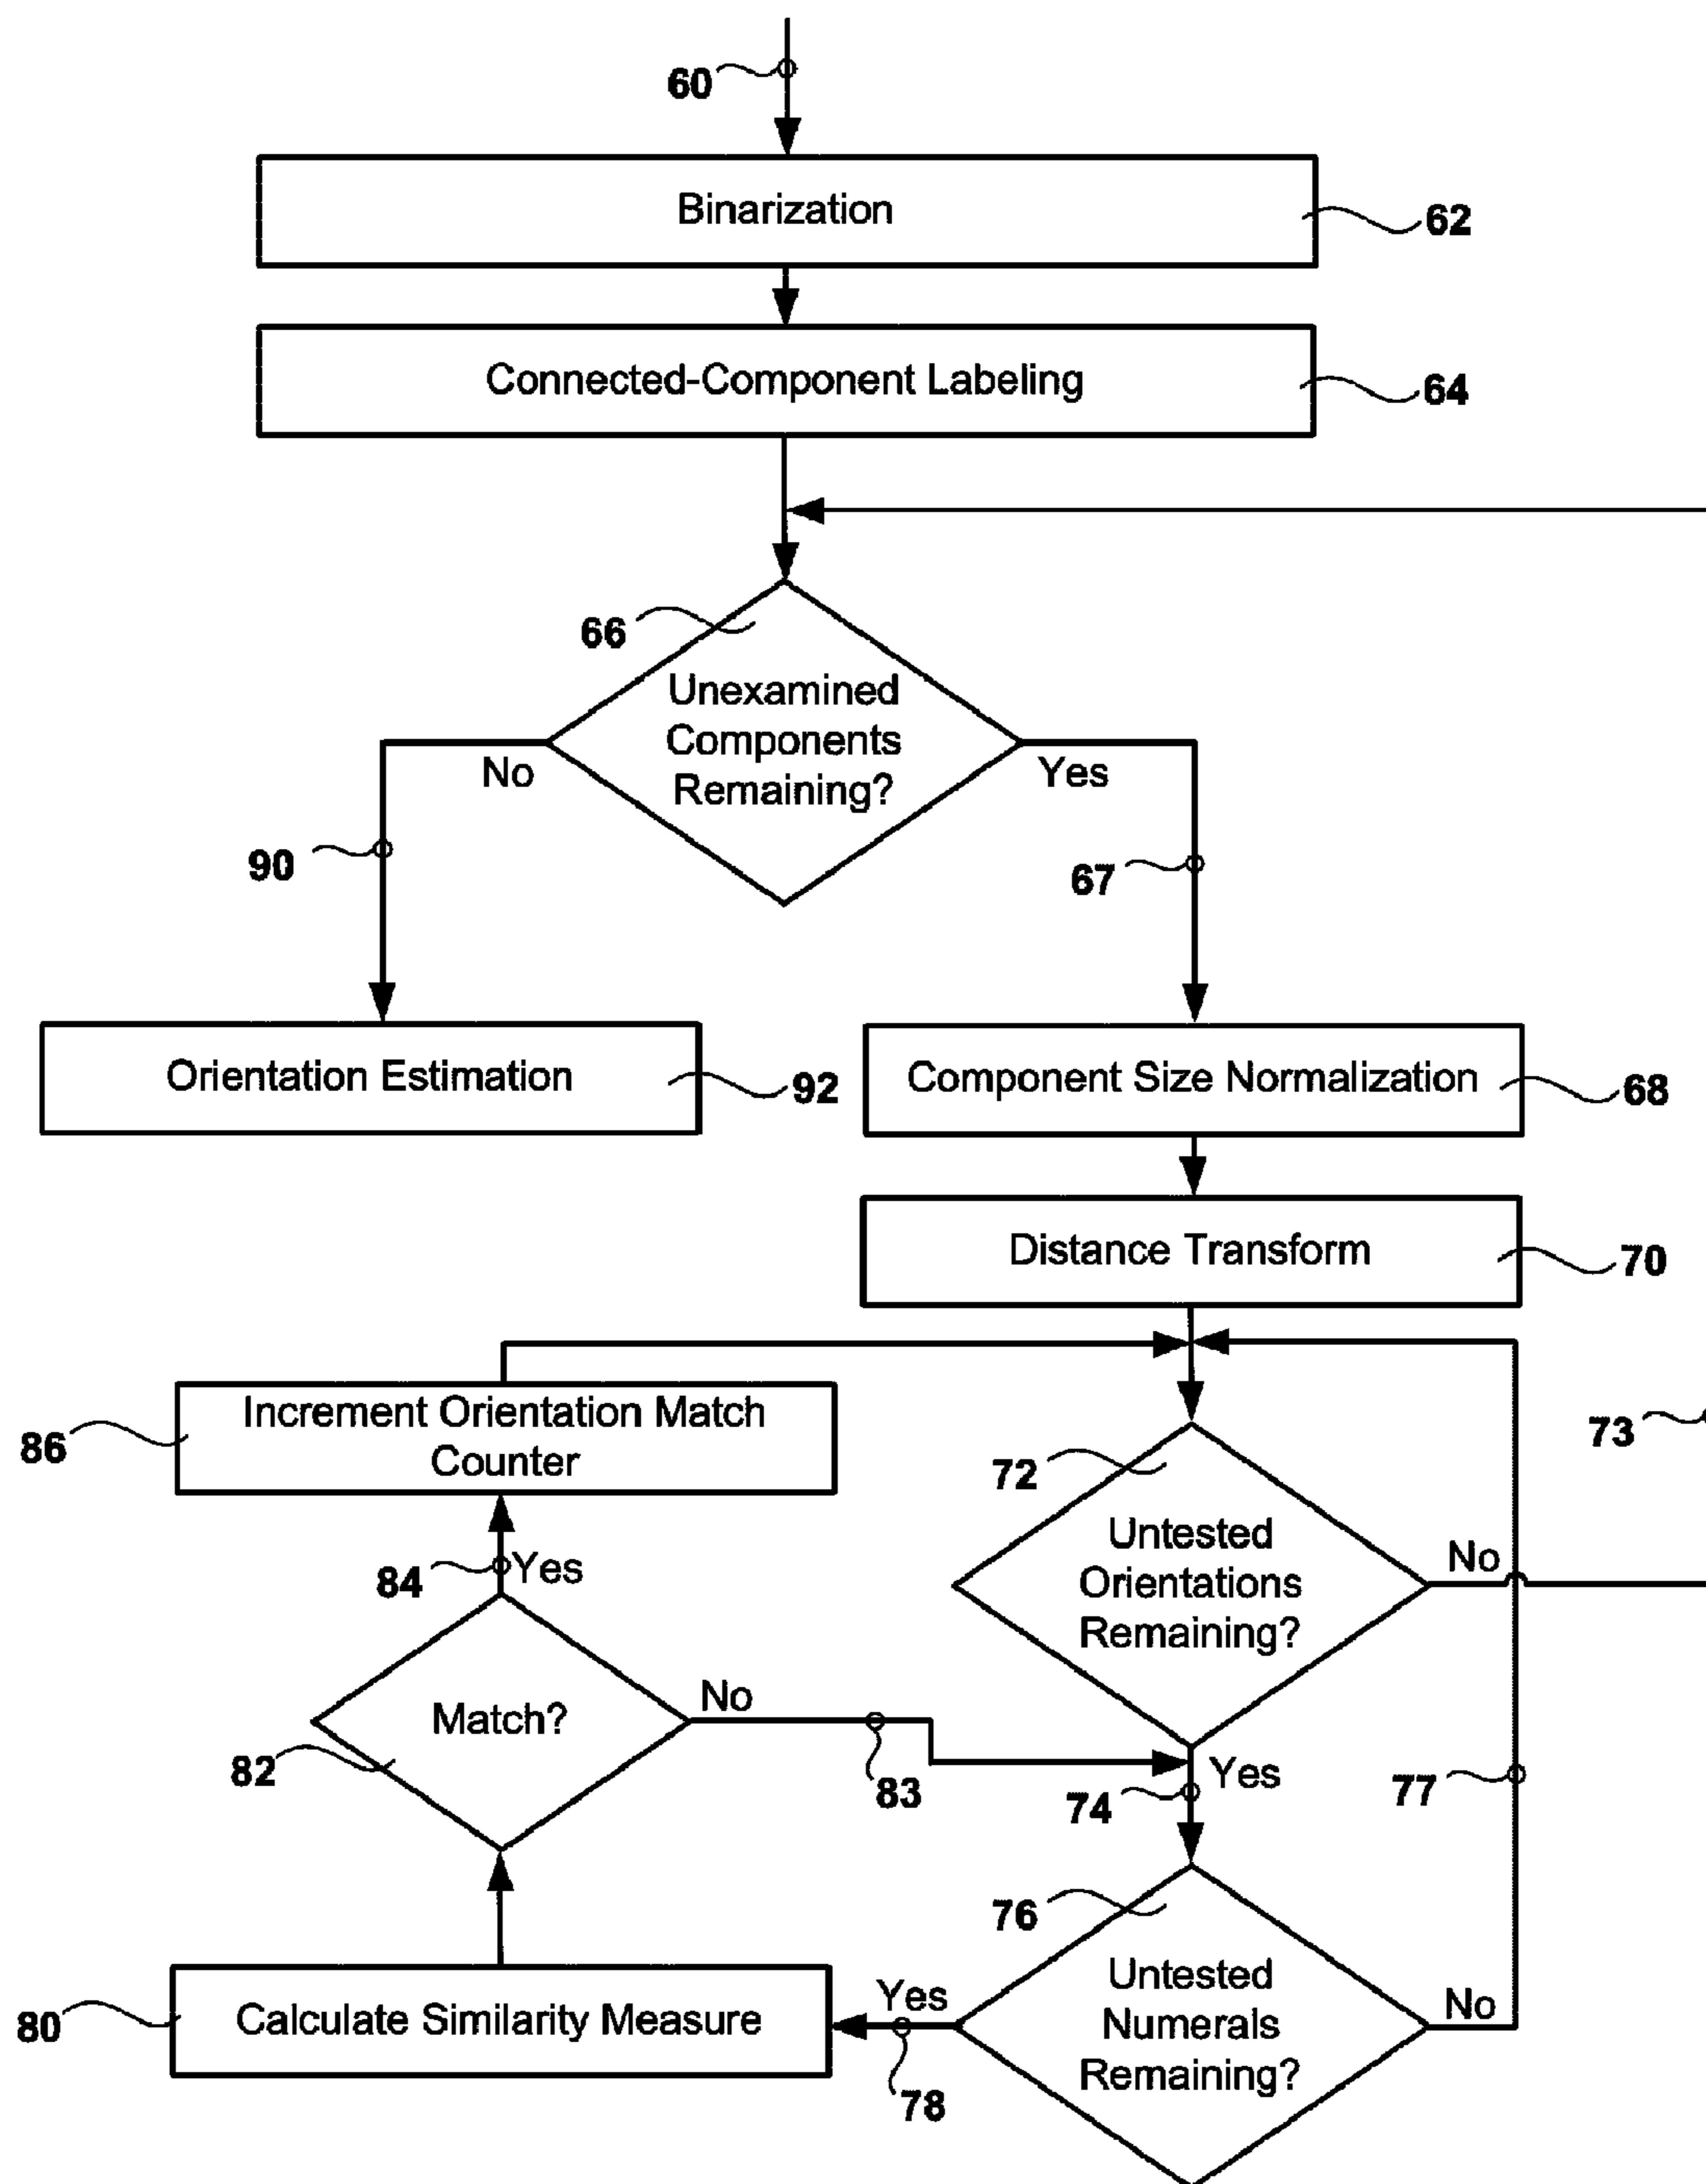 60
Binarization
62
Connected-Component Labeling
64
66
Unexamined
Components
Remaining?
No
Yes
90
67
Orientation Estimation
92
Component Size Normalization
68
Distance Transform
70
Increment Orientation Match
Counter
86
73
72
Untested
Orientations
Remaining?
No
84
Yes
Match?
No
82
83
Yes
74
77
76
Untested
Numerals
Remaining?
No
Yes
78
Calculate Similarity Measure
80